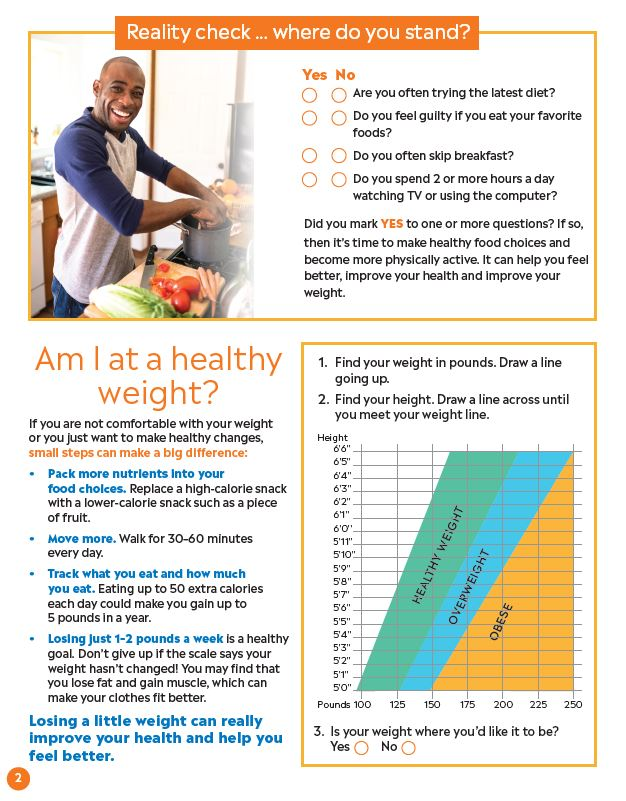 Reality check ... where do you stand?
Yes No
Are you often trying the latest diet?
Do you feel guilty if you eat your favorite
foods?
Do you often skip breakfast?
Do you spend 2 or more hours a day
watching TV or using the computer?
Did you mark YES to one or more questions? If so,
then it's time to make healthy food choices and
become more physically active. It can help you feel
better, improve your health and improve your
weight.
Am I at a healthy
weight?
If you are not comfortable with your weight
or you just want to make healthy changes,
small steps can make a big difference:
• Pack more nutrients into your
food choices. Replace a high-calorie snack
with a lower-calorie snack such as a piece
of fruit.
• Move more. Walk for 30-60 minutes
every day.
• Track what you eat and how much
you eat. Eating up to 50 extra calories
each day could make you gain up to
5 pounds in a year.
• Losing just 1-2 pounds a week is a healthy
goal. Don't give up if the scale says your
weight hasn't changed! You may find that
you lose fat and gain muscle, which can
make your clothes fit better.
Losing a little weight can really
improve your health and help you
feel better.
1. Find your weight in pounds. Draw a line
going up.
2. Find your height. Draw a line across until
you meet your weight line.
Height
6'6"
6'5"
6'4"
6'3"
6'2"
6'1"
6'0"
5'11"
5'10"
5'9"
5'8"
5'7"
5'6"
5'5"
5'4"
5'3"
5'2"
5'1"
5'0"
HEALTHY WEIGHT
OVERWEIGHT
OBESE
Pounds 100 125 150 175 200 225 250
3. Is your weight where you'd like it to be?
Yes No
2